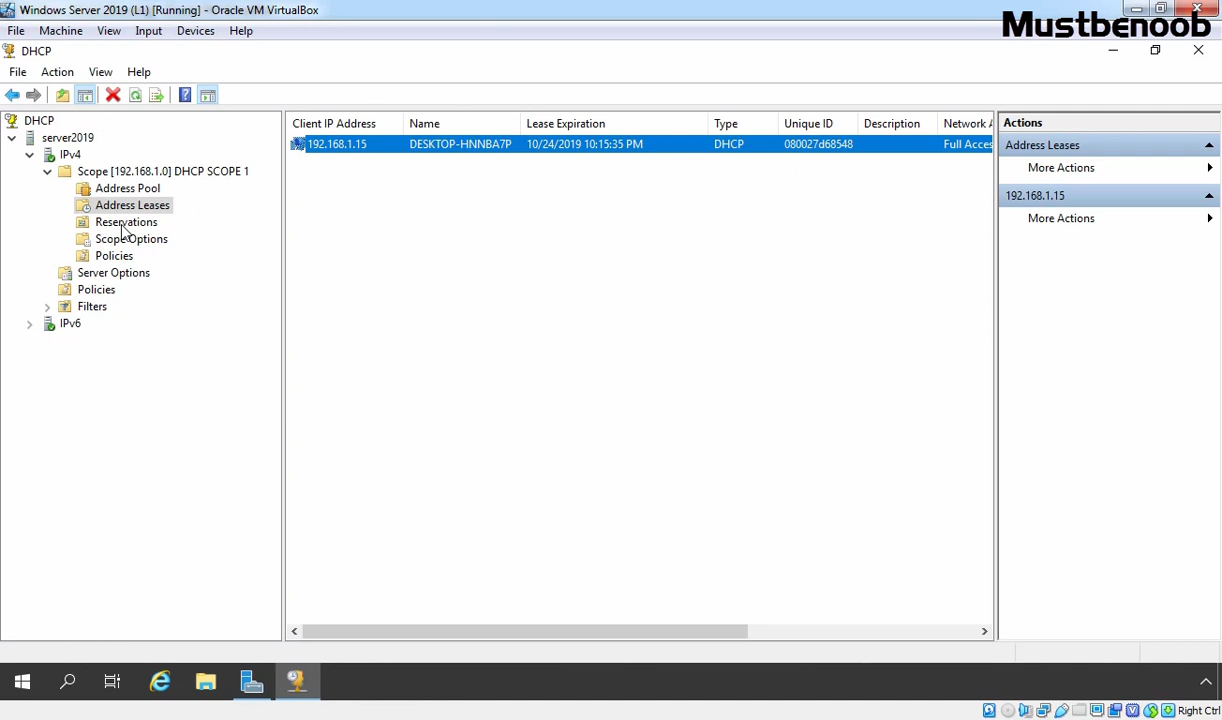 Windows Server 2019 (L1) [Running] - Oracle VM VirtualBox
Mustbenoob
File Machine View Input Devices Help
DHCP
File Action View Help
DHCP
server2019
IPv4
Scope [192.168.1.0] DHCP SCOPE 1
Address Pool
Address Leases
Reservations
Scope Options
Policies
Server Options
Policies
Filters
IPv6
Client IP Address Name Lease Expiration Type Unique ID Description Network A
192.168.1.15 DESKTOP-HNNBA7P 10/24/2019 10:15:35 PM DHCP 080027d68548 Full Acces
Actions
Address Leases
More Actions
192.168.1.15
More Actions
Right Ctrl